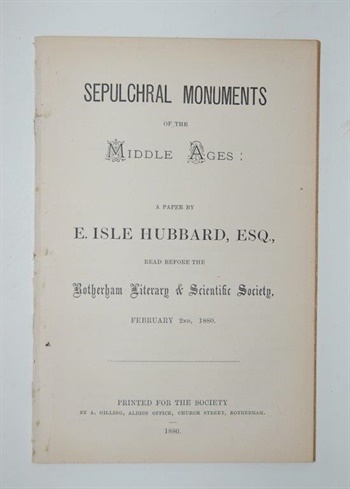 SEPULCHRAL MONUMENTS
OF THE
MIDDLE AGES:
A PAPER BY
E. ISLE HUBBARD, ESQ.,
READ BEFORE THE
Rotherham Literary & Scientific Society,
FEBRUARY 2ND, 1880.
PRINTED FOR THE SOCIETY
BY A. GILLING, ALBION OFFICE, CHURCH STREET, ROTHERHAM.
1880.